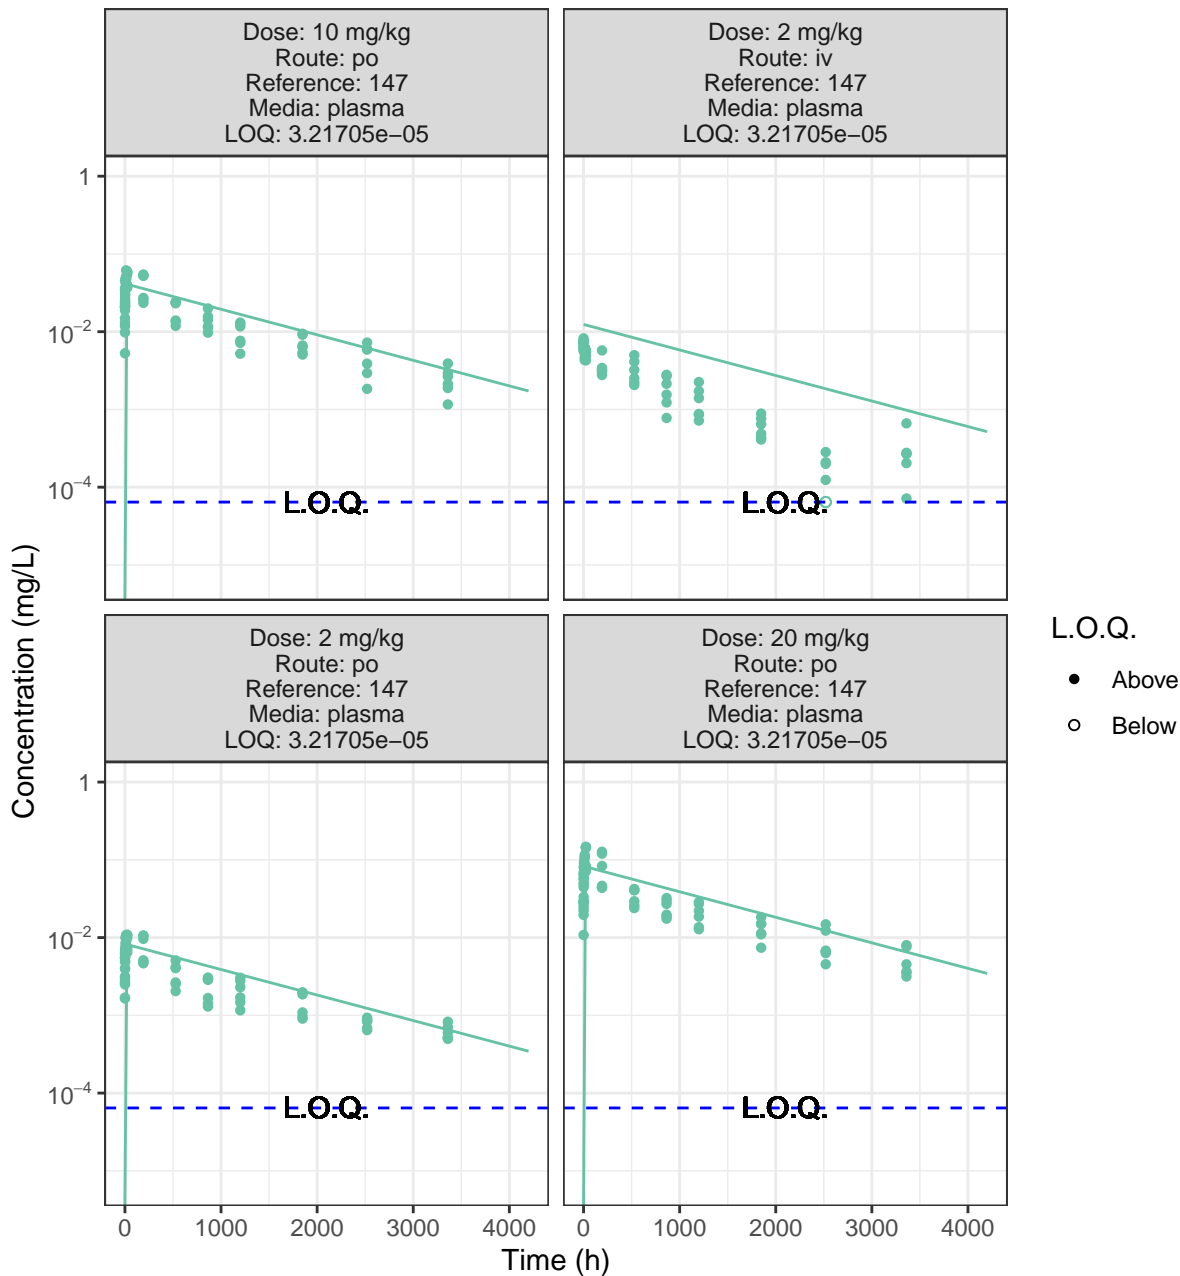 Dose: 10 mg/kg
Route: po
Reference: 147
Media: plasma
LOQ: 3.21705e−05
Dose: 2 mg/kg
Route: iv
Reference: 147
Media: plasma
LOQ: 3.21705e−05
1
10⁻²
10⁻⁴
L.O.Q.
L.O.Q.
Dose: 2 mg/kg
Route: po
Reference: 147
Media: plasma
LOQ: 3.21705e−05
Dose: 20 mg/kg
Route: po
Reference: 147
Media: plasma
LOQ: 3.21705e−05
1
10⁻²
10⁻⁴
L.O.Q.
L.O.Q.
0 1000 2000 3000 4000
0 1000 2000 3000 4000
Time (h)
Concentration (mg/L)
L.O.Q.
Above
Below